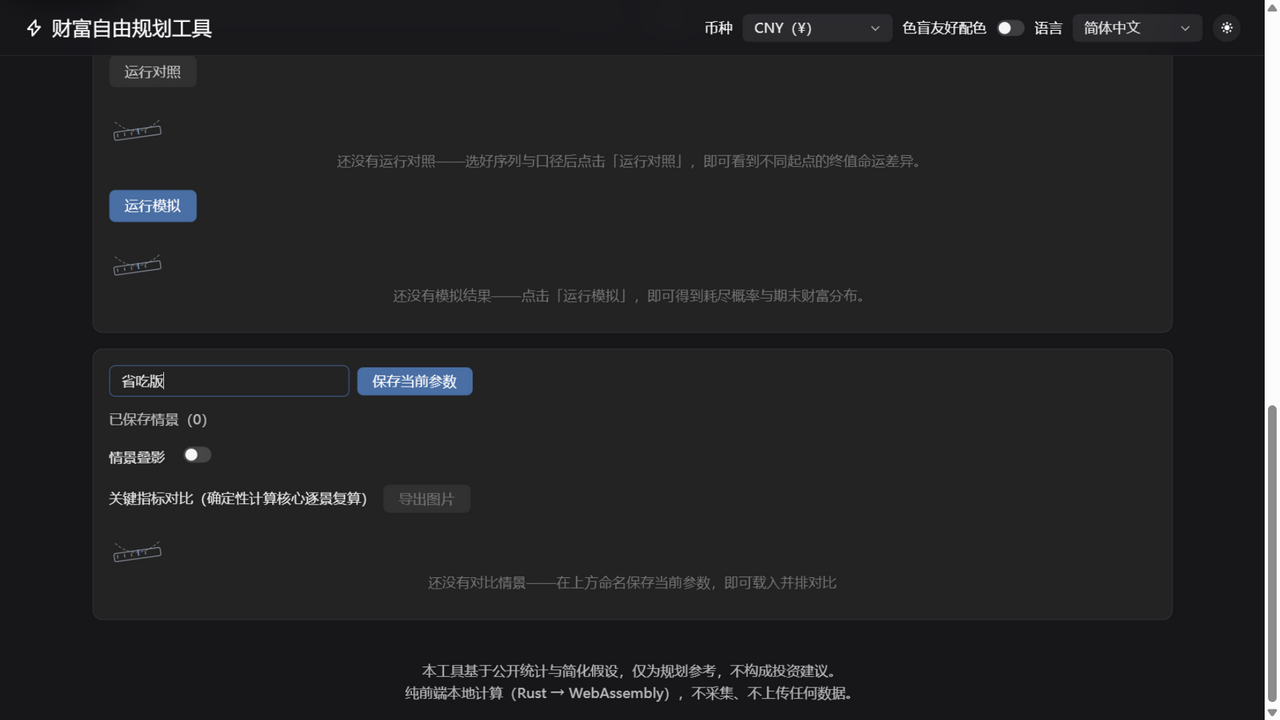 财富自由规划工具
币种 CNY (¥) 色盲友好配色 语言 简体中文
运行对照
还没有运行对照——选好序列与口径后点击「运行对照」，即可看到不同起点的终值命运差异。
运行模拟
还没有模拟结果——点击「运行模拟」，即可得到耗尽概率与期末财富分布。
省吃版 保存当前参数
已保存情景（0）
情景叠影
关键指标对比（确定性计算核心逐景复算） 导出图片
还没有对比情景——在上方命名保存当前参数，即可载入并排对比
本工具基于公开统计与简化假设，仅为规划参考，不构成投资建议。
纯前端本地计算（Rust → WebAssembly），不采集、不上传任何数据。